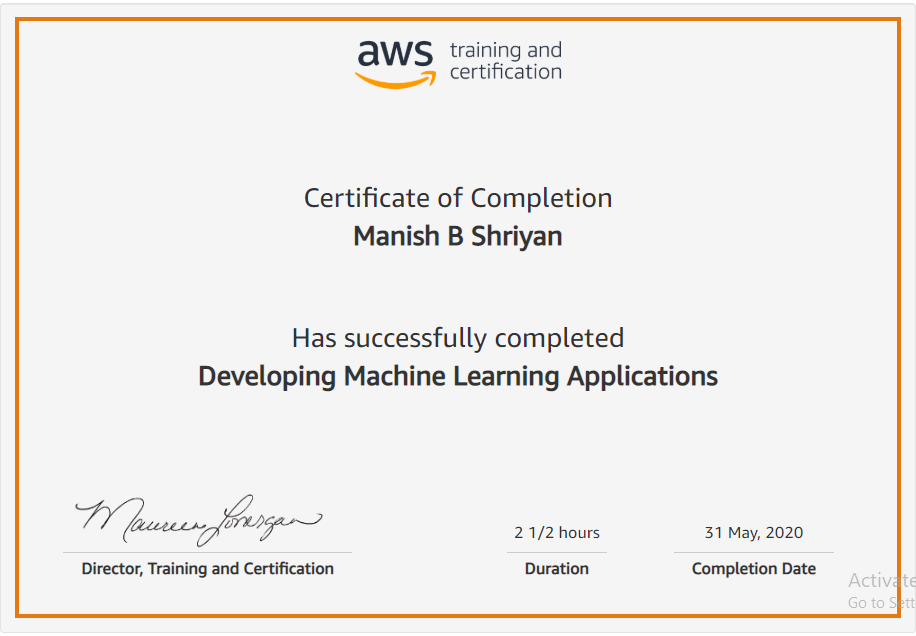 aws training and
certification
Certificate of Completion
Manish B Shriyan
Has successfully completed
Developing Machine Learning Applications
Maureen Lonergan
2 1/2 hours
31 May, 2020
Director, Training and Certification
Duration
Completion Date
Activate
Go to Sett